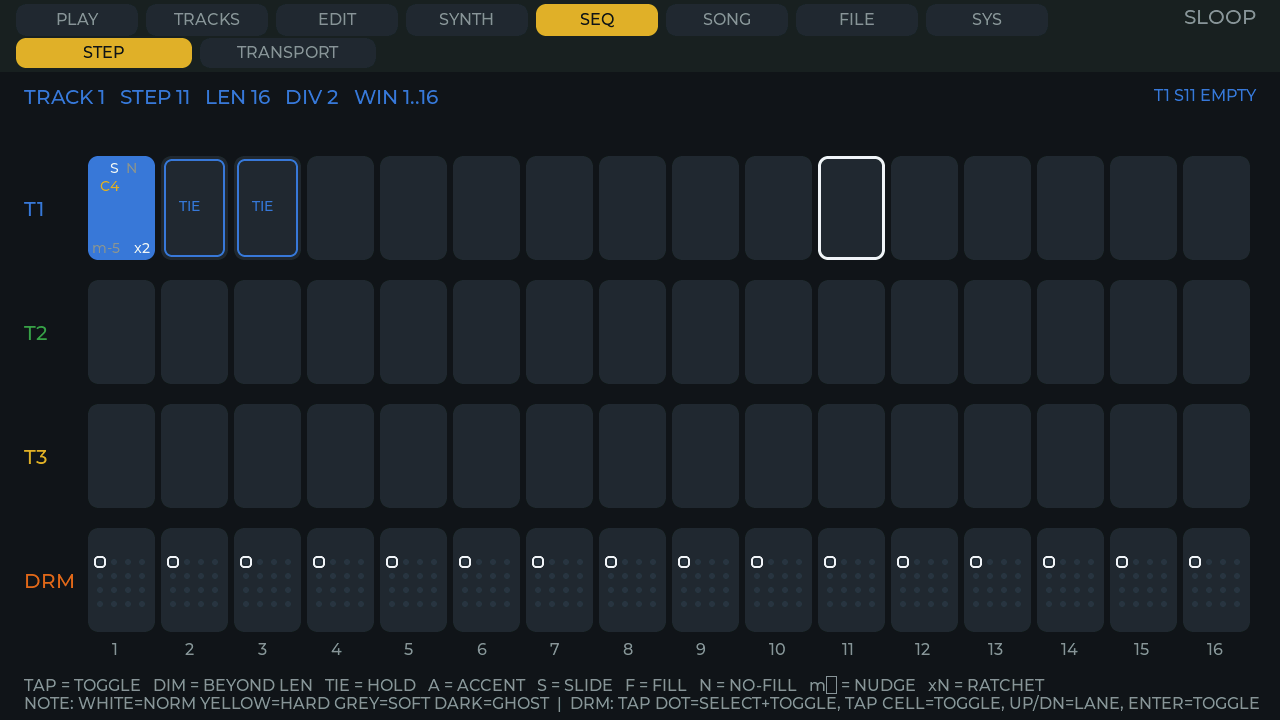 PLAY TRACKS EDIT SYNTH SEQ SONG FILE SYS SLOOP
STEP TRANSPORT
TRACK 1 STEP 11 LEN 16 DIV 2 WIN 1..16 T1 S11 EMPTY
S N
C4
T1 TIE TIE
m-5 x2
T2
T3
DRM
1 2 3 4 5 6 7 8 9 10 11 12 13 14 15 16
TAP = TOGGLE DIM = BEYOND LEN TIE = HOLD A = ACCENT S = SLIDE F = FILL N = NO-FILL m□ = NUDGE xN = RATCHET
NOTE: WHITE=NORM YELLOW=HARD GREY=SOFT DARK=GHOST | DRM: TAP DOT=SELECT+TOGGLE, TAP CELL=TOGGLE, UP/DN=LANE, ENTER=TOGGLE